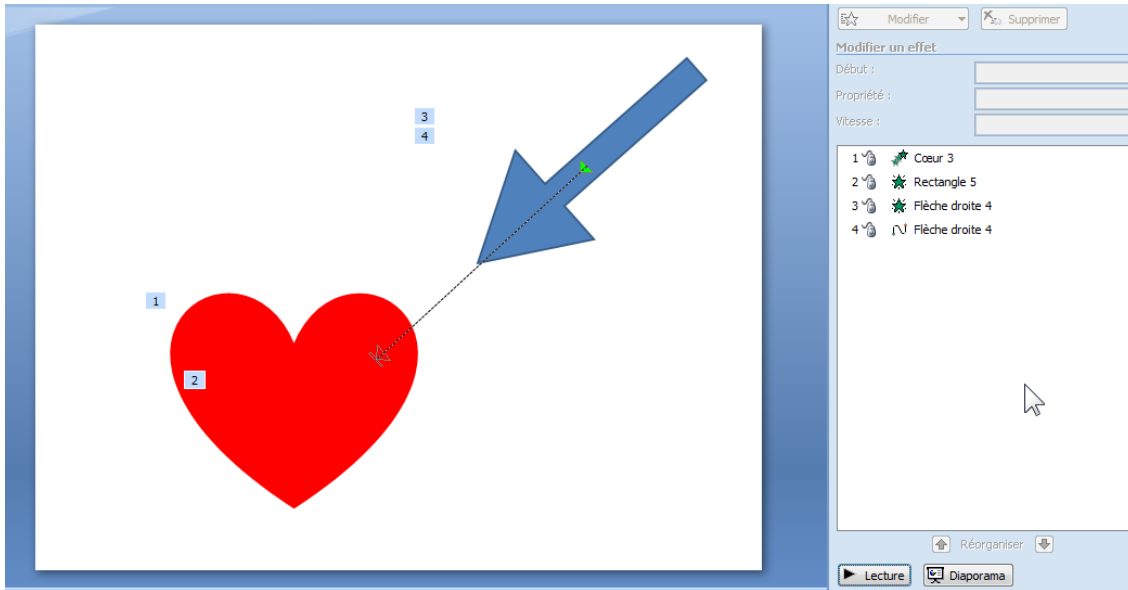 3
4
1
2
Modifier
Supprimer
Modifier un effet
Début :
Propriété :
Vitesse :
1 Cœur 3
2 Rectangle 5
3 Flèche droite 4
4 Flèche droite 4
Réorganiser
Lecture
Diaporama